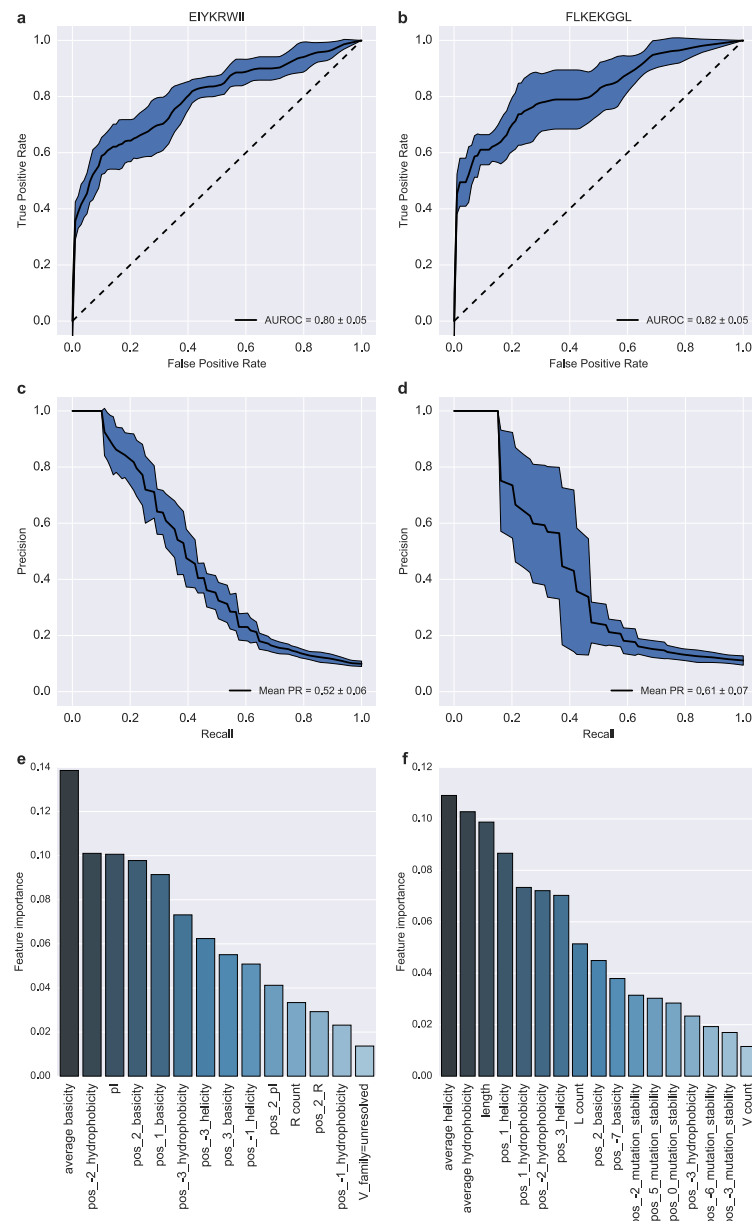 a
EIYKRWII
b
FLKEKGGL
True Positive Rate
1.0
0.8
0.6
0.4
0.2
0.0
AUROC = 0.80 ± 0.05
0.0 0.2 0.4 0.6 0.8 1.0
False Positive Rate
True Positive Rate
1.0
0.8
0.6
0.4
0.2
0.0
AUROC = 0.82 ± 0.05
0.0 0.2 0.4 0.6 0.8 1.0
False Positive Rate
c
Precision
1.0
0.8
0.6
0.4
0.2
0.0
Mean PR = 0.52 ± 0.06
0.0 0.2 0.4 0.6 0.8 1.0
Recall
d
Precision
1.0
0.8
0.6
0.4
0.2
0.0
Mean PR = 0.61 ± 0.07
0.0 0.2 0.4 0.6 0.8 1.0
Recall
e
Feature importance
0.14
0.12
0.10
0.08
0.06
0.04
0.02
0.00
average basicity
pos_-2_hydrophobicity
pI
pos_2_basicity
pos_1_basicity
pos_-3_hydrophobicity
pos_-3_helicity
pos_3_basicity
pos_-1_helicity
pos_2_pI
R count
pos_2_R
pos_-1_hydrophobicity
V_family=unresolved
f
Feature importance
0.12
0.10
0.08
0.06
0.04
0.02
0.00
average helicity
average hydrophobicity
length
pos_1_helicity
pos_1_hydrophobicity
pos_-2_hydrophobicity
pos_3_helicity
L count
pos_2_basicity
pos_-7_basicity
pos_-2_mutation_stability
pos_5_mutation_stability
pos_0_mutation_stability
pos_-3_hydrophobicity
pos_-6_mutation_stability
pos_-3_mutation_stability
V count